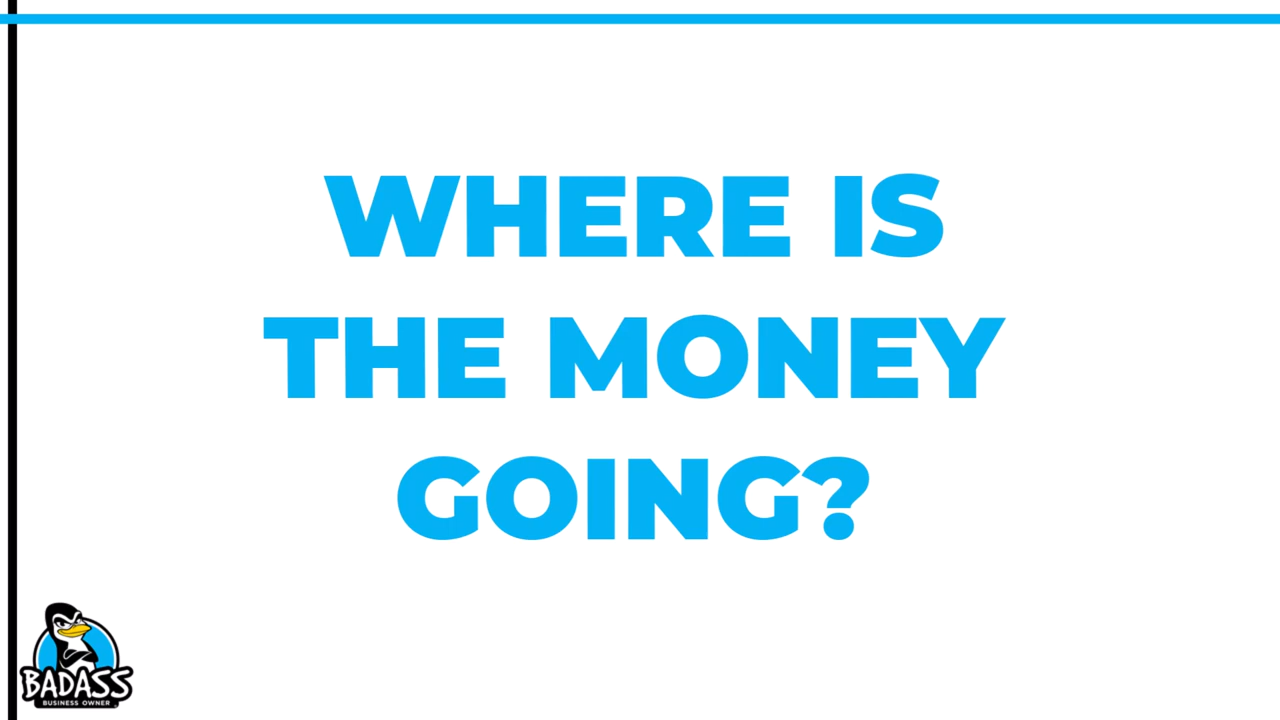 WHERE IS
THE MONEY
GOING?
BADASS
BUSINESS OWNER